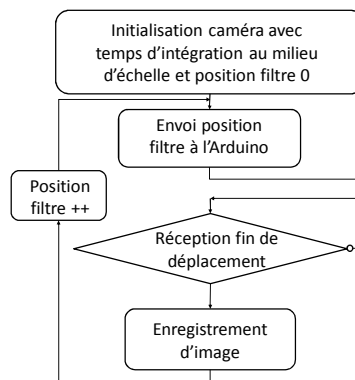 Initialisation caméra avec
temps d'intégration au milieu
d'échelle et position filtre 0
Envoi position
filtre à l'Arduino
Position
filtre ++
Réception fin de
déplacement
Enregistrement
d'image